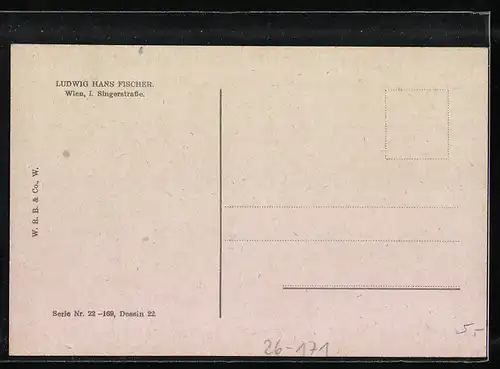 LUDWIG HANS FISCHER.
Wien, I. Singerstraße.
W. R. B. & Co., W.
Serie Nr. 22-169, Dessin 22
5,-
26-171